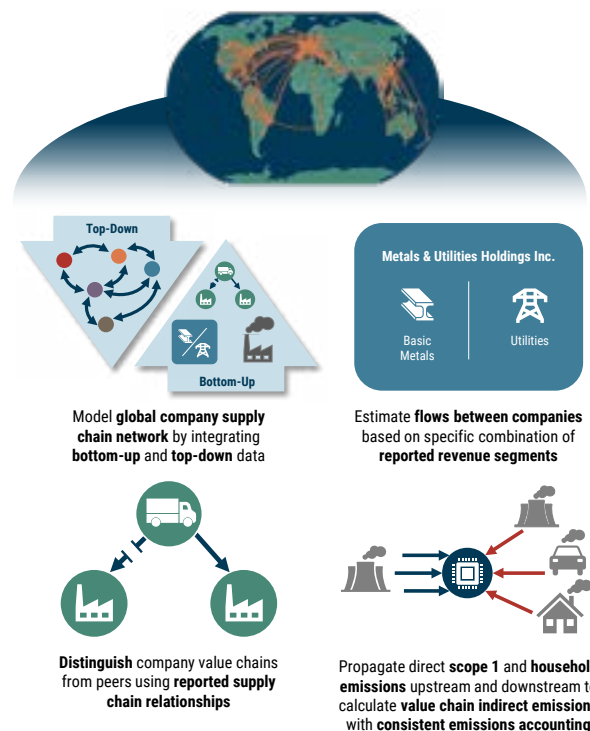 Top-Down
Bottom-Up
Metals & Utilities Holdings Inc.
Basic
Metals
Utilities
Model global company supply
chain network by integrating
bottom-up and top-down data
Estimate flows between companies
based on specific combination of
reported revenue segments
Distinguish company value chains
from peers using reported supply
chain relationships
Propagate direct scope 1 and household
emissions upstream and downstream
calculate value chain indirect emission
with consistent emissions accounting